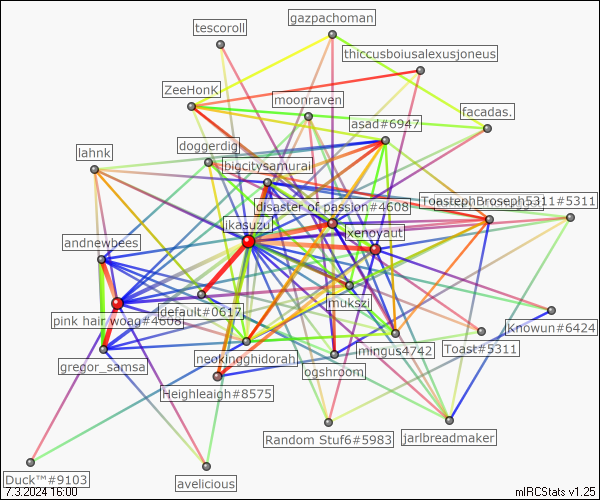 gazpachoman
tescoroll
thiccusboiusalexusjoneus
ZeeHonK
moonraven
facadas.
asad#6947
doggerdig
lahnk
bigcitysamurai
ToastephBroseph5311#5311
disaster of passion#4608
jkasuzu
xenoyaut
andnewbees
mukszi
default#0617
pink hair woag#4608
Knowun#6424
neokingghidorah
mingus4742
Toast#5311
gregor_samsa
ogshroom
Heighleaigh#8575
Random Stuf6#5983
jarlbreadmaker
Duck™#9103
avelicious
7.3.2024 16:00
mIRCStats v1.25